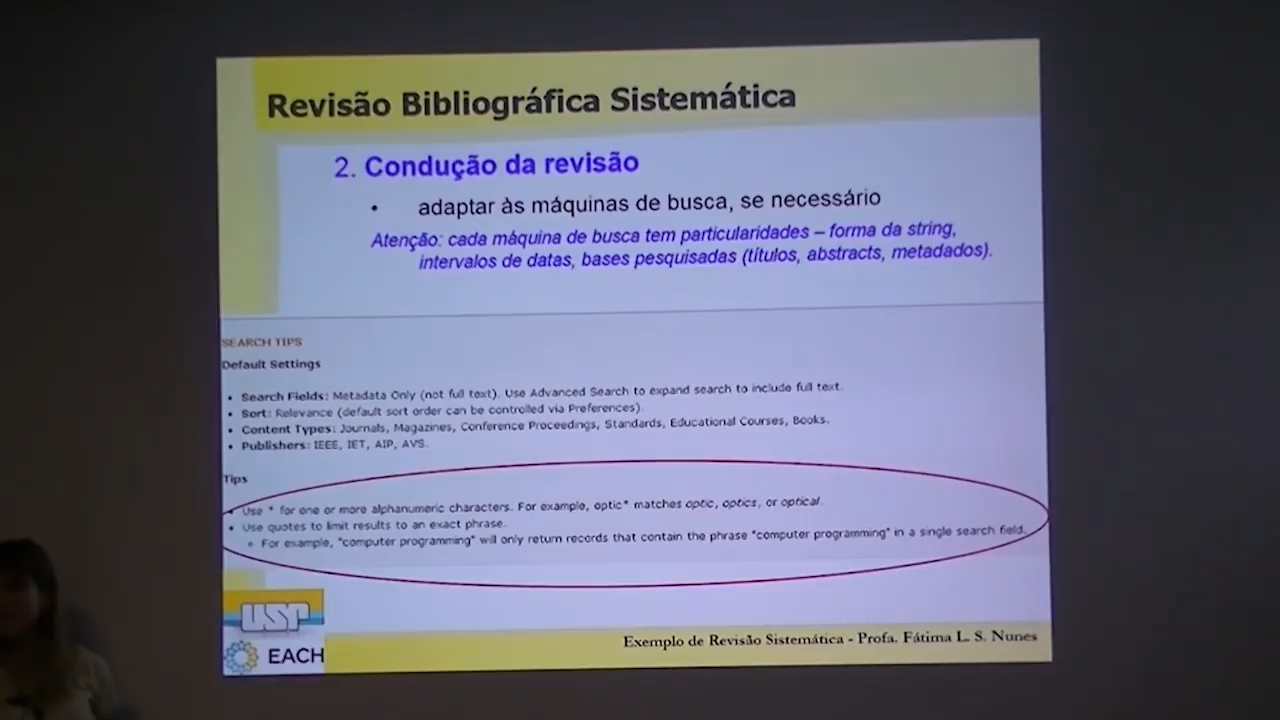 Revisão Bibliográfica Sistemática
2. Condução da revisão
• adaptar às máquinas de busca, se necessário
Atenção: cada máquina de busca tem particularidades – forma da string,
intervalos de datas, bases pesquisadas (títulos, abstracts, metadados).
SEARCH TIPS
Default Settings
• Search Fields: Metadata Only (not full text). Use Advanced Search to expand search to include full text.
• Sort: Relevance (default sort order can be controlled via Preferences).
• Content Types: Journals, Magazines, Conference Proceedings, Standards, Educational Courses, Books.
• Publishers: IEEE, IET, AIP, AVS.
Tips
• Use * for one or more alphanumeric characters. For example, optic* matches optic, optics, or optical.
• Use quotes to limit results to an exact phrase.
• For example, "computer programming" will only return records that contain the phrase "computer programming" in a single search field.
USP
EACH
Exemplo de Revisão Sistemática - Profa. Fátima L. S. Nunes